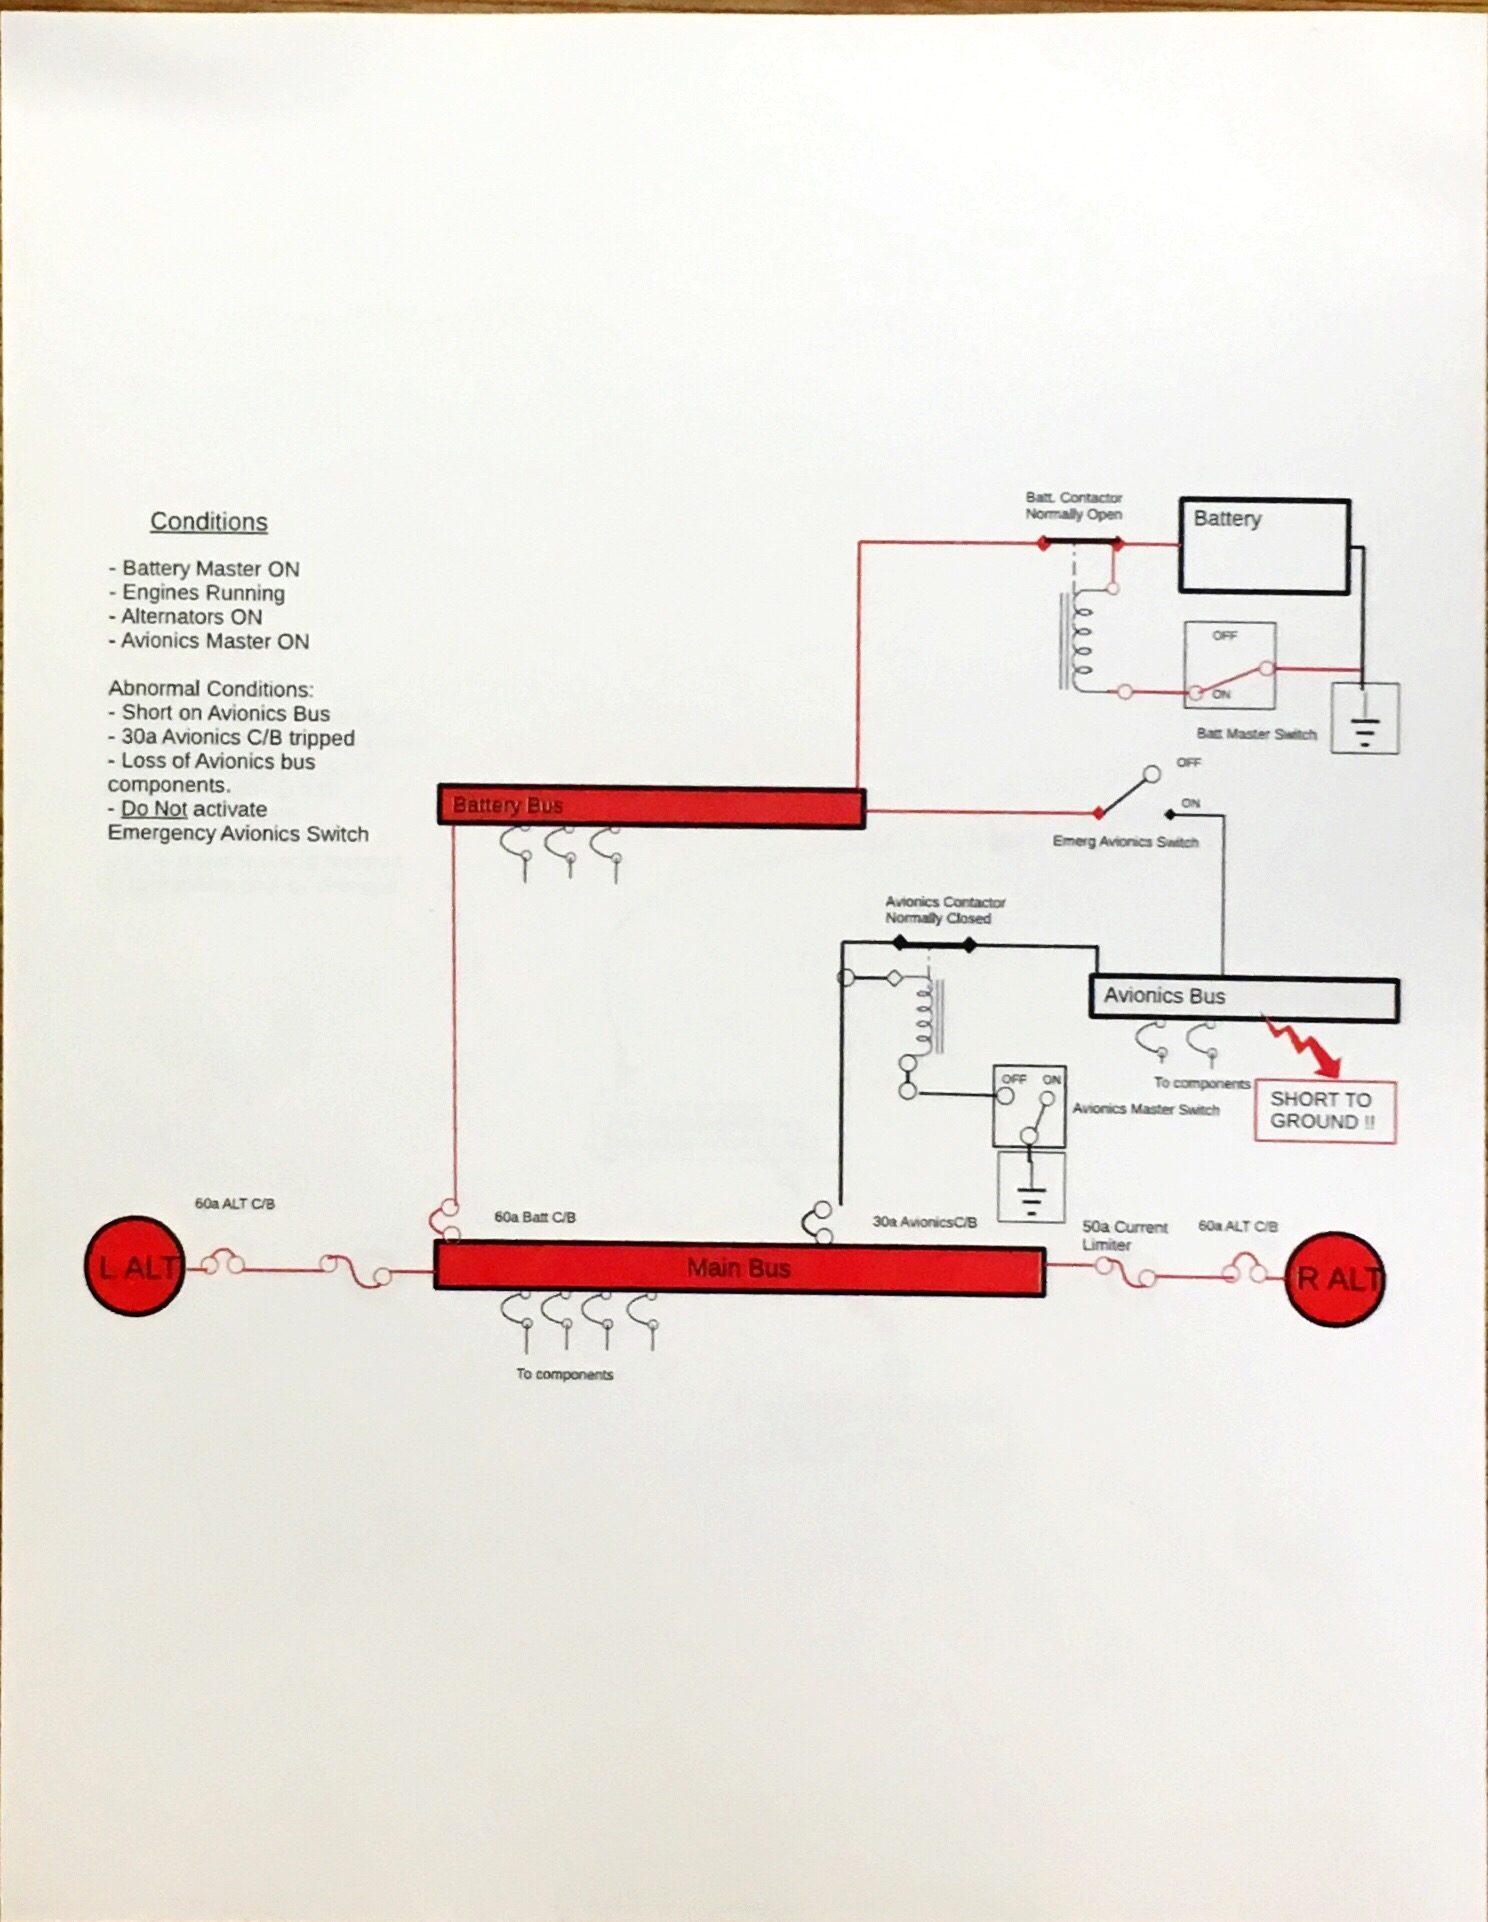 Conditions
- Battery Master ON
- Engines Running
- Alternators ON
- Avionics Master ON
Abnormal Conditions:
- Short on Avionics Bus
- 30a Avionics C/B tripped
- Loss of Avionics bus
components.
- Do Not activate
Emergency Avionics Switch
Batt. Contactor
Normally Open
Battery
OFF
ON
Batt Master Switch
Battery Bus
OFF
ON
Emerg Avionics Switch
Avionics Contactor
Normally Closed
Avionics Bus
To components
SHORT TO
GROUND !!
OFF ON
Avionics Master Switch
60a ALT C/B
60a Batt C/B
30a AvionicsC/B
50a Current
Limiter
60a ALT C/B
L ALT
Main Bus
R ALT
To components